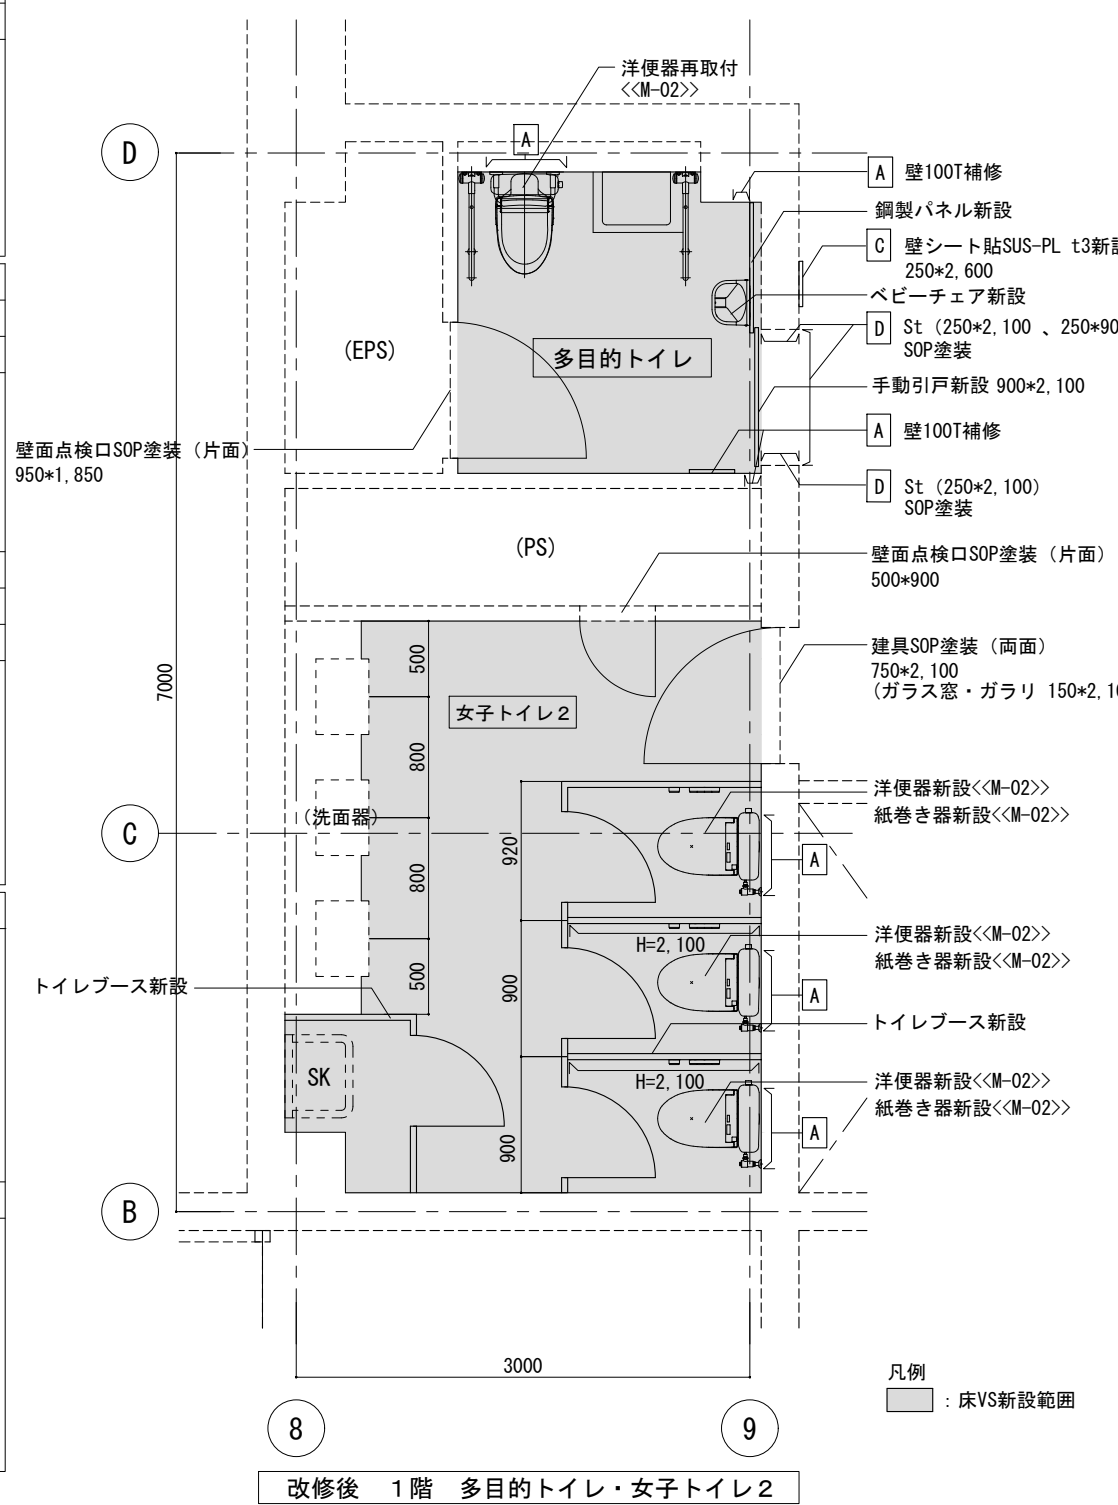 洋便器再取付
<<M-02>>
A
D
A 壁100T補修
鋼製パネル新設
C 壁シート貼SUS-PL t3新
250*2,600
ベビーチェア新設
D St (250*2,100 、250*90
SOP塗装
(EPS)
多目的トイレ
手動引戸新設 900*2,100
壁面点検口SOP塗装（片面）
950*1,850
A 壁100T補修
D St (250*2,100)
SOP塗装
(PS)
壁面点検口SOP塗装（片面）
500*900
建具SOP塗装（両面）
750*2,100
(ガラス窓・ガラリ 150*2,1
7000
500
女子トイレ２
800
洋便器新設<<M-02>>
紙巻き器新設<<M-02>>
(洗面器)
C
920
A
800
洋便器新設<<M-02>>
紙巻き器新設<<M-02>>
H=2,100
トイレブース新設
500
900
A
トイレブース新設
SK
H=2,100
洋便器新設<<M-02>>
紙巻き器新設<<M-02>>
A
900
B
3000
凡例
：床VS新設範囲
8
9
改修後　１階　多目的トイレ・女子トイレ２